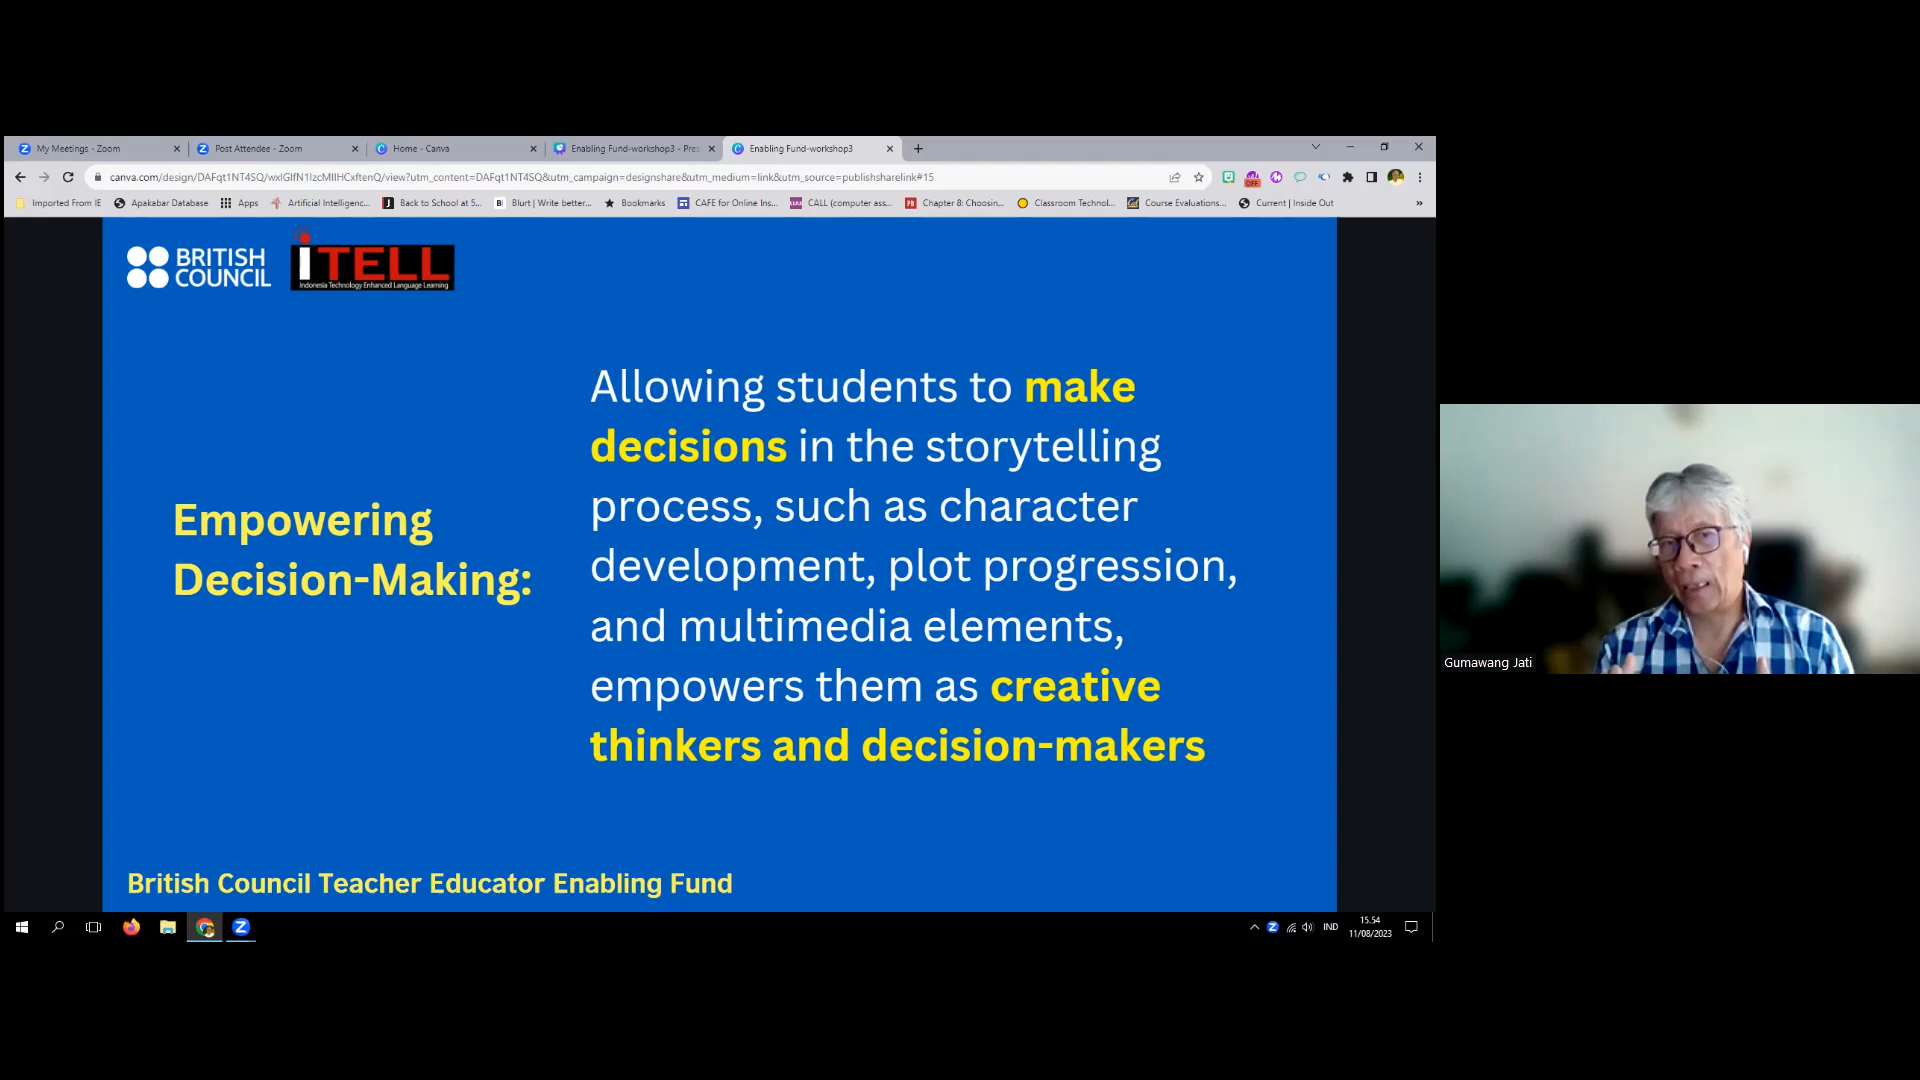 My Meetings - Zoom
Post Attendee - Zoom
Home - Canva
Enabling Fund-workshop3 - Pres
Enabling Fund-workshop3
canva.com/design/DAFqt1NT4SQ/wxIGIfN1IzcMIIHCxftenQ/view?utm_content=DAFqt1NT4SQ&utm_campaign=designshare&utm_medium=link&utm_source=publishsharelink#15
OFF
Imported From IE
Apakabar Database
Apps
Artificial Intelligenc...
Back to School at 5...
Blurt | Write better...
Bookmarks
CAFE for Online Ins...
CALL (computer ass...
Chapter 8: Choosin...
Classroom Technol...
Course Evaluations...
Current | Inside Out
BRITISH
COUNCIL
iTELL
Indonesia Technology Enhanced Language Learning
Empowering
Decision-Making:
Allowing students to make
decisions in the storytelling
process, such as character
development, plot progression,
and multimedia elements,
empowers them as creative
thinkers and decision-makers
British Council Teacher Educator Enabling Fund
Gumawang Jati
IND
15.54
11/08/2023